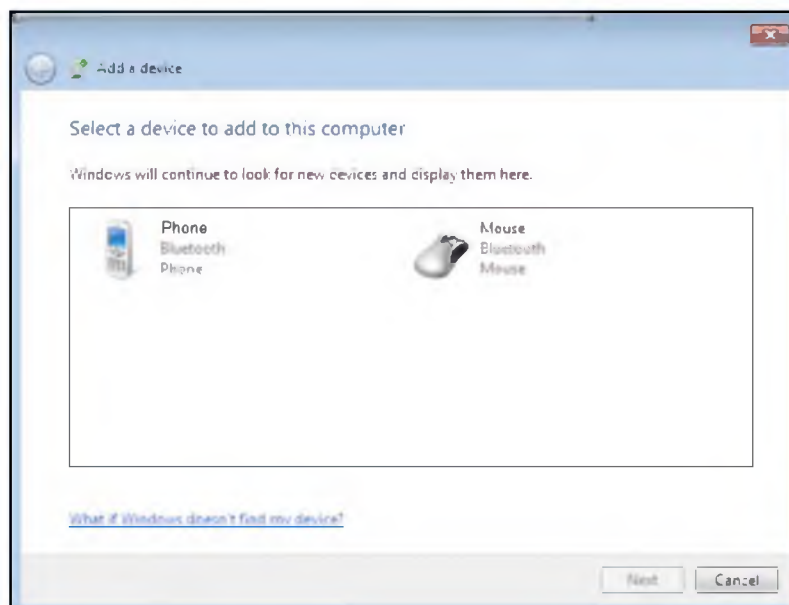 Add a device
Select a device to add to this computer
Windows will continue to look for new devices and display them here.
Phone
Bluetooth
Phone
Mouse
Bluetooth
Mouse
What if Windows doesn't find my device?
Next
Cancel